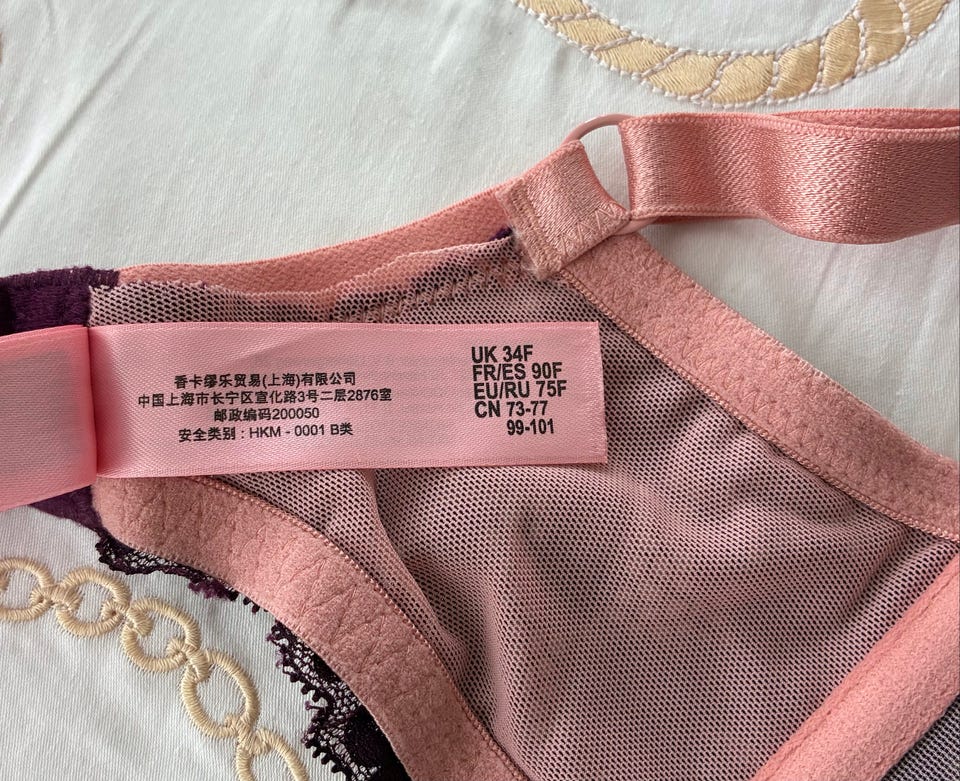 香卡缪乐贸易(上海)有限公司
中国上海市长宁区宣化路3号二层2876室
邮政编码200050
安全类别：HKM - 0001 B类
UK 34F
FR/ES 90F
EU/RU 75F
CN 73-77
99-101